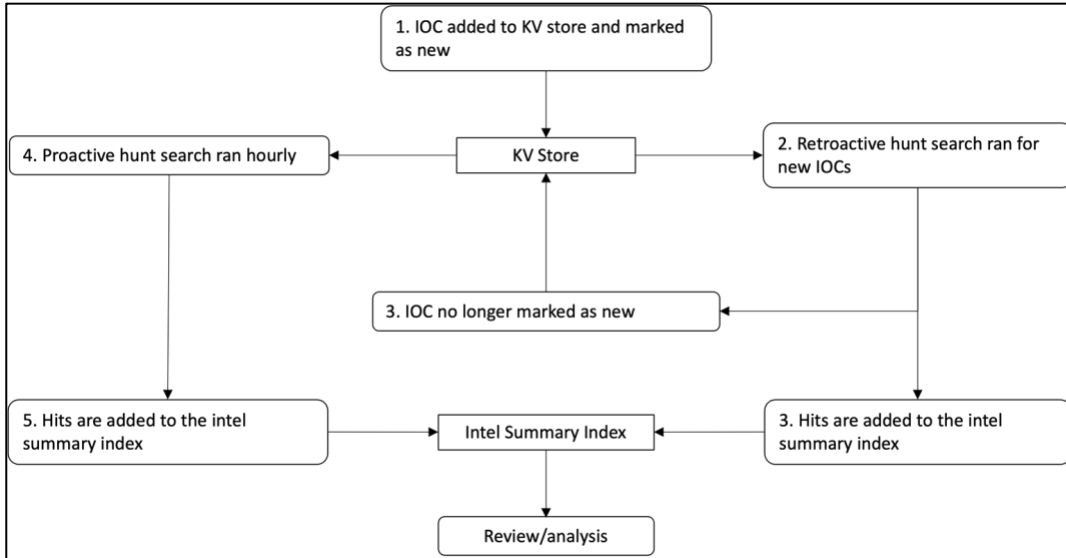 1. IOC added to KV store and marked
as new
4. Proactive hunt search ran hourly
KV Store
2. Retroactive hunt search ran for
new IOCs
3. IOC no longer marked as new
5. Hits are added to the intel
summary index
Intel Summary Index
3. Hits are added to the intel
summary index
Review/analysis